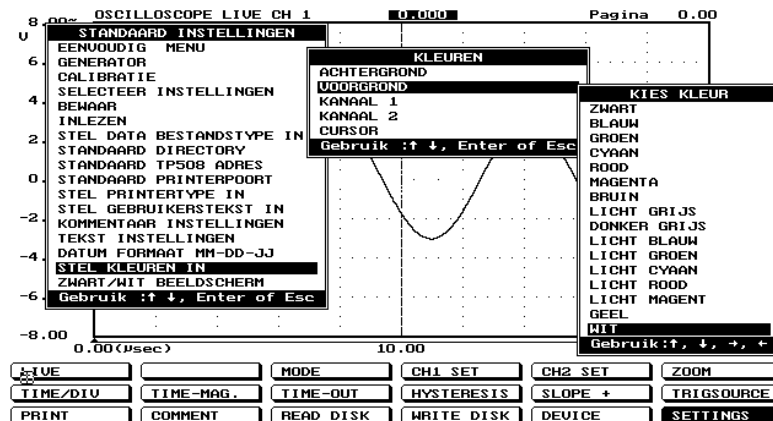 OSCILLOSCOPE LIVE CH 1 0.000 Pagina 0.00
8.00~
V
6.
4.
2.
0.
-2.
-4.
-6.
-8.00
0.00(µsec) 10.00
STANDAARD INSTELLINGEN
EENVOUDIG MENU
GENERATOR
CALIBRATIE
SELECTEER INSTELLINGEN
BEWAAR
INLEZEN
STEL DATA BESTANDSTYPE IN
STANDAARD DIRECTORY
STANDAARD TP508 ADRES
STANDAARD PRINTERPOORT
STEL PRINTERTYPE IN
STEL GEBRUIKERSTEKST IN
KOMMENTAAR INSTELLINGEN
TEKST INSTELLINGEN
DATUM FORMAAT MM-DD-JJ
STEL KLEUREN IN
ZWART/WIT BEELDSCHERM
Gebruik :↑ ↓, Enter of Esc
KLEUREN
ACHTERGROND
VOORGROND
KANAAL 1
KANAAL 2
CURSOR
Gebruik :↑ ↓, Enter of Esc
KIES KLEUR
ZWART
BLAUW
GROEN
CYAAN
ROOD
MAGENTA
BRUIN
LICHT GRIJS
DONKER GRIJS
LICHT BLAUW
LICHT GROEN
LICHT CYAAN
LICHT ROOD
LICHT MAGENT
GEEL
WIT
Gebruik:↑, ↓, →, ←
LIVE MODE CH1 SET CH2 SET ZOOM
TIME/DIV TIME-MAG. TIME-OUT HYSTERESIS SLOPE + TRIGSOURCE
PRINT COMMENT READ DISK WRITE DISK DEVICE SETTINGS